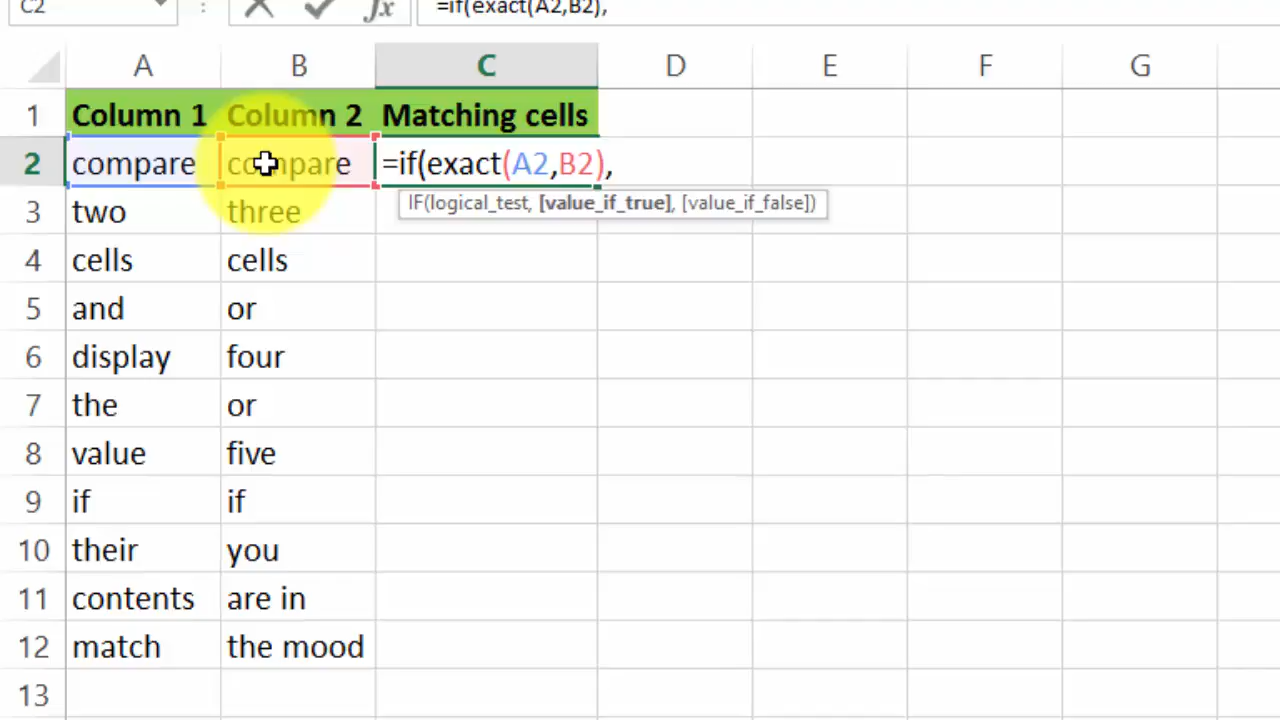 C2 =if(exact(A2,B2),
A B C D E F G
1 Column 1 Column 2 Matching cells
2 compare compare =if(exact(A2,B2),
IF(logical_test, [value_if_true], [value_if_false])
3 two three
4 cells cells
5 and or
6 display four
7 the or
8 value five
9 if if
10 their you
11 contents are in
12 match the mood
13